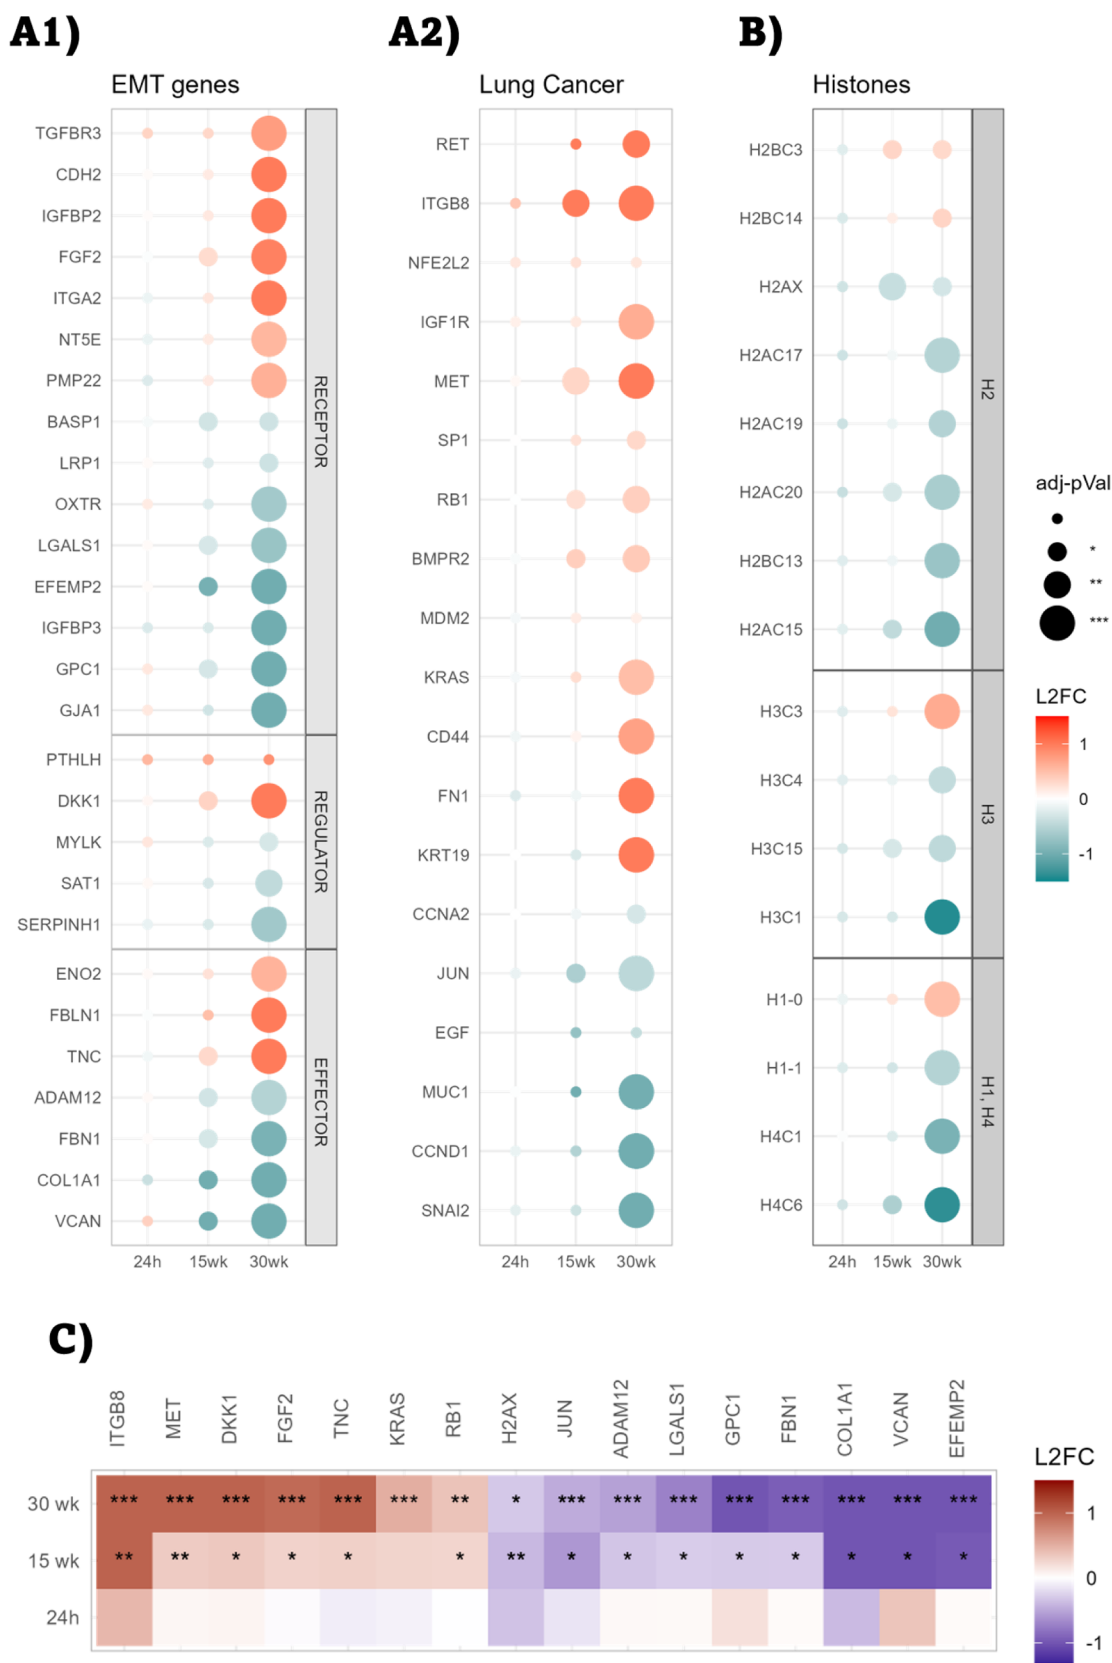 A1)
EMT genes
TGFBR3
CDH2
IGFBP2
FGF2
ITGA2
NT5E
PMP22
BASP1
LRP1
OXTR
LGALS1
EFEMP2
IGFBP3
GPC1
GJA1
PTHLH
DKK1
MYLK
SAT1
SERPINH1
ENO2
FBLN1
TNC
ADAM12
FBN1
COL1A1
VCAN
RECEPTOR
REGULATOR
EFFECTOR
24h 15wk 30wk
A2)
Lung Cancer
RET
ITGB8
NFE2L2
IGF1R
MET
SP1
RB1
BMPR2
MDM2
KRAS
CD44
FN1
KRT19
CCNA2
JUN
EGF
MUC1
CCND1
SNAI2
24h 15wk 30wk
B)
Histones
H2BC3
H2BC14
H2AX
H2AC17
H2AC19
H2AC20
H2BC13
H2AC15
H3C3
H3C4
H3C15
H3C1
H1-0
H1-1
H4C1
H4C6
H2
H3
H1, H4
24h 15wk 30wk
adj-pVal
*
**
***
L2FC
1
0
-1
C)
ITGB8 MET DKK1 FGF2 TNC KRAS RB1 H2AX JUN ADAM12 LGALS1 GPC1 FBN1 COL1A1 VCAN EFEMP2
30 wk *** *** *** *** *** *** ** * *** *** *** *** *** *** *** ***
15 wk ** ** * * * * ** * * * * * * * *
24h
L2FC
1
0
-1